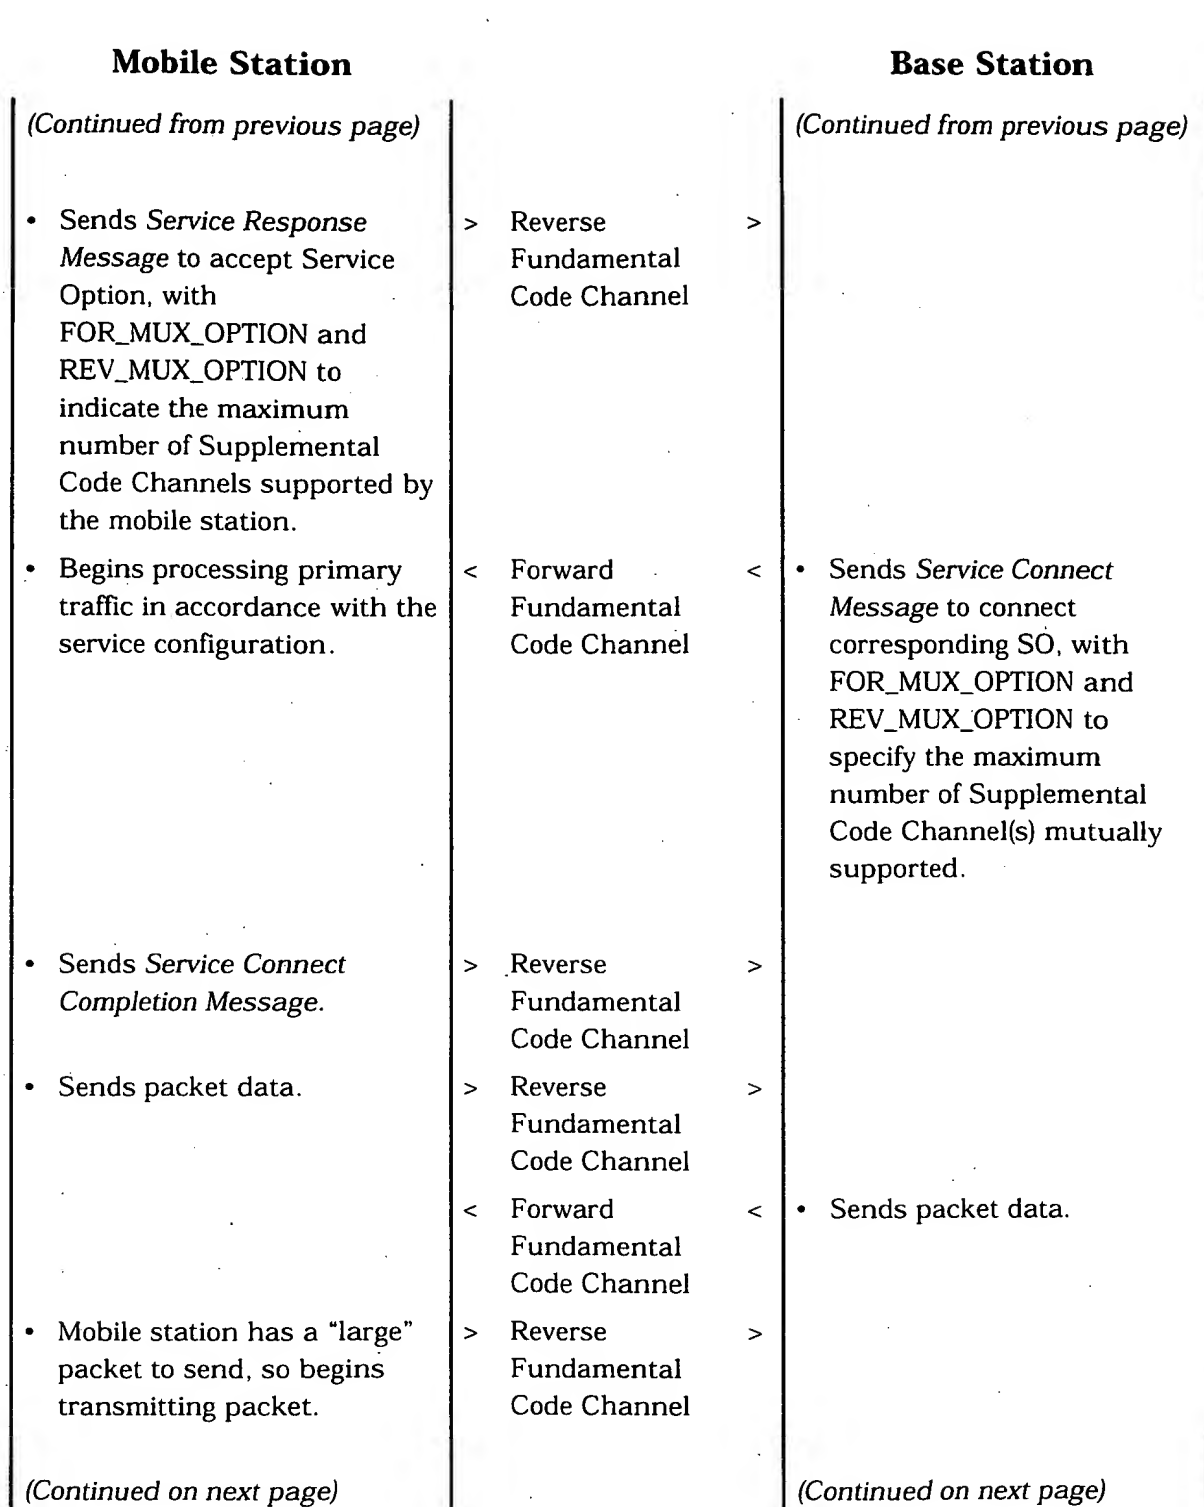 Mobile Station
Base Station
(Continued from previous page)
(Continued from previous page)
• Sends Service Response
Message to accept Service
Option, with
FOR_MUX_OPTION and
REV_MUX_OPTION to
indicate the maximum
number of Supplemental
Code Channels supported by
the mobile station.
> Reverse >
Fundamental
Code Channel
• Begins processing primary
traffic in accordance with the
service configuration.
< Forward <
Fundamental
Code Channel
• Sends Service Connect
Message to connect
corresponding SO, with
FOR_MUX_OPTION and
REV_MUX_OPTION to
specify the maximum
number of Supplemental
Code Channel(s) mutually
supported.
• Sends Service Connect
Completion Message.
> Reverse >
Fundamental
Code Channel
• Sends packet data.
> Reverse >
Fundamental
Code Channel
< Forward <
Fundamental
Code Channel
• Sends packet data.
• Mobile station has a "large"
packet to send, so begins
transmitting packet.
> Reverse >
Fundamental
Code Channel
(Continued on next page)
(Continued on next page)